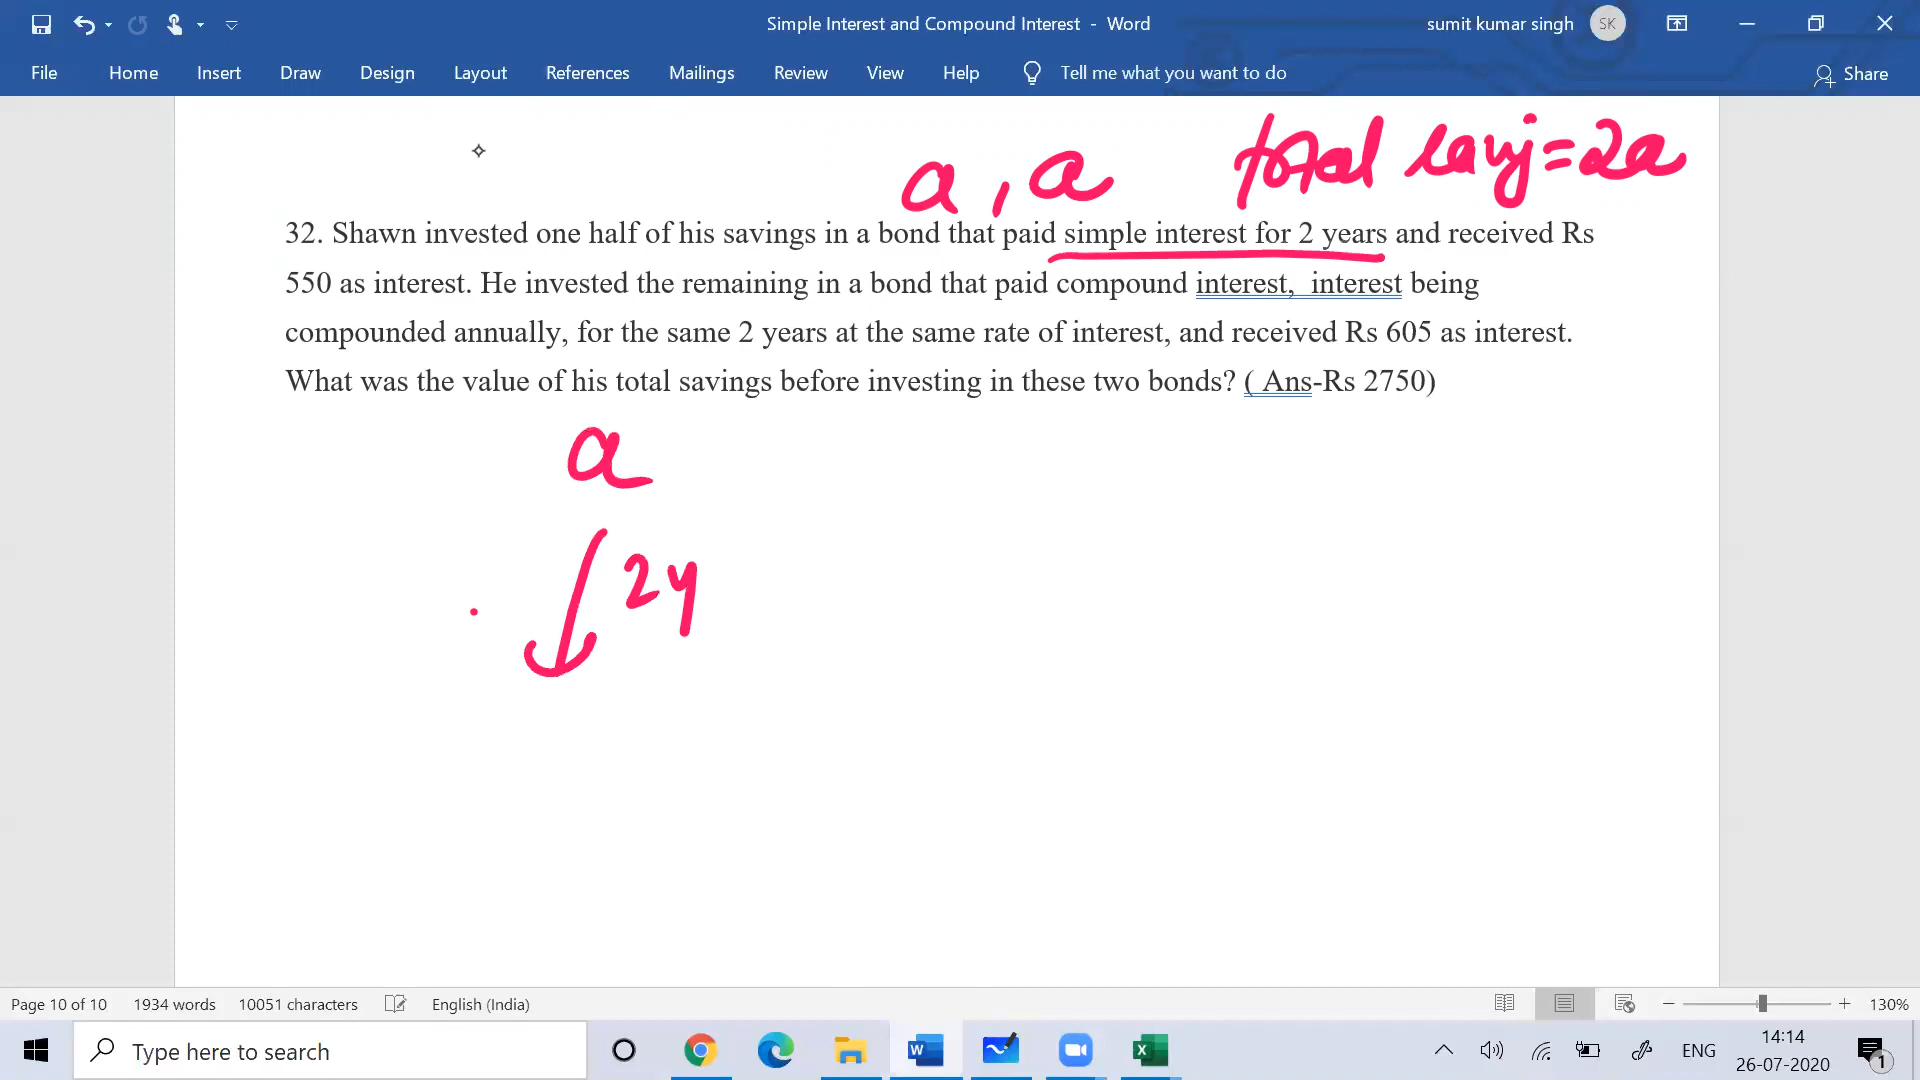 Simple Interest and Compound Interest - Word
sumit kumar singh SK
File Home Insert Draw Design Layout References Mailings Review View Help Tell me what you want to do Share
a , a total =2a
32. Shawn invested one half of his savings in a bond that paid simple interest for 2 years and received Rs
550 as interest. He invested the remaining in a bond that paid compound interest,  interest being
compounded annually, for the same 2 years at the same rate of interest, and received Rs 605 as interest.
What was the value of his total savings before investing in these two bonds? ( Ans-Rs 2750)
a
2y
Page 10 of 10 1934 words 10051 characters English (India) 130%
Type here to search ENG 14:14
26-07-2020 1